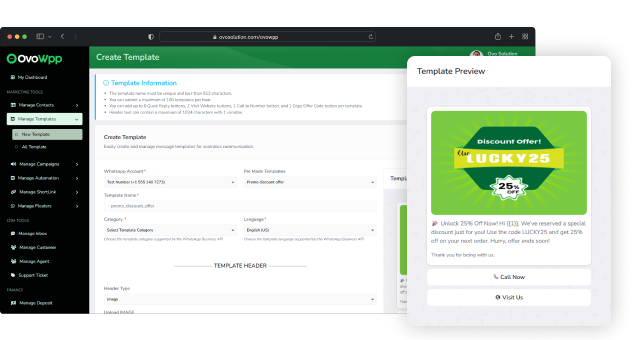 ovosolution.com/ovowpp
OvoWpp
Create Template
Ovo Solution
My Dashboard
MARKETING TOOLS
Manage Contacts
Manage Templates
New Template
All Template
Manage Campaigns
Manage Automation
Manage ShortLink
Manage Floaters
CRM TOOLS
Manage Inbox
Manage Customer
Manage Agent
Support Ticket
FINANCE
Manage Deposit
Template Information
The template name must be unique and less than 512 characters.
You can submit a maximum of 100 templates per hour.
You can add up to 6 Quick Reply buttons, 2 Visit Website buttons, 1 Call to Number button, and 1 Copy Offer Code button per template.
Header text can contain a maximum of 1024 characters with 1 variable.
Create Template
Easily create and manage message templates for seamless communication.
Whatsapp Account *
Pre Made Templates
Test Number (+1 555 149 7273)
Promo discount offer
Template Name *
promo_discount_offer
Category *
Language *
Select Template Category
English (US)
Choose the template category supported by the WhatsApp Business API
Choose the template language supported by the WhatsApp Business API
TEMPLATE HEADER
Header Type
Image
Upload IMAGE
Templ
Template Preview
Discount Offer!
Use
LUCKY25
25%
OFF
🎉 Unlock 25% Off Now! Hi {{1}}, We've reserved a special
discount just for you! Use the code LUCKY25 and get 25%
off on your next order. Hurry, offer ends soon!
Thank you for being with us.
Call Now
Visit Us